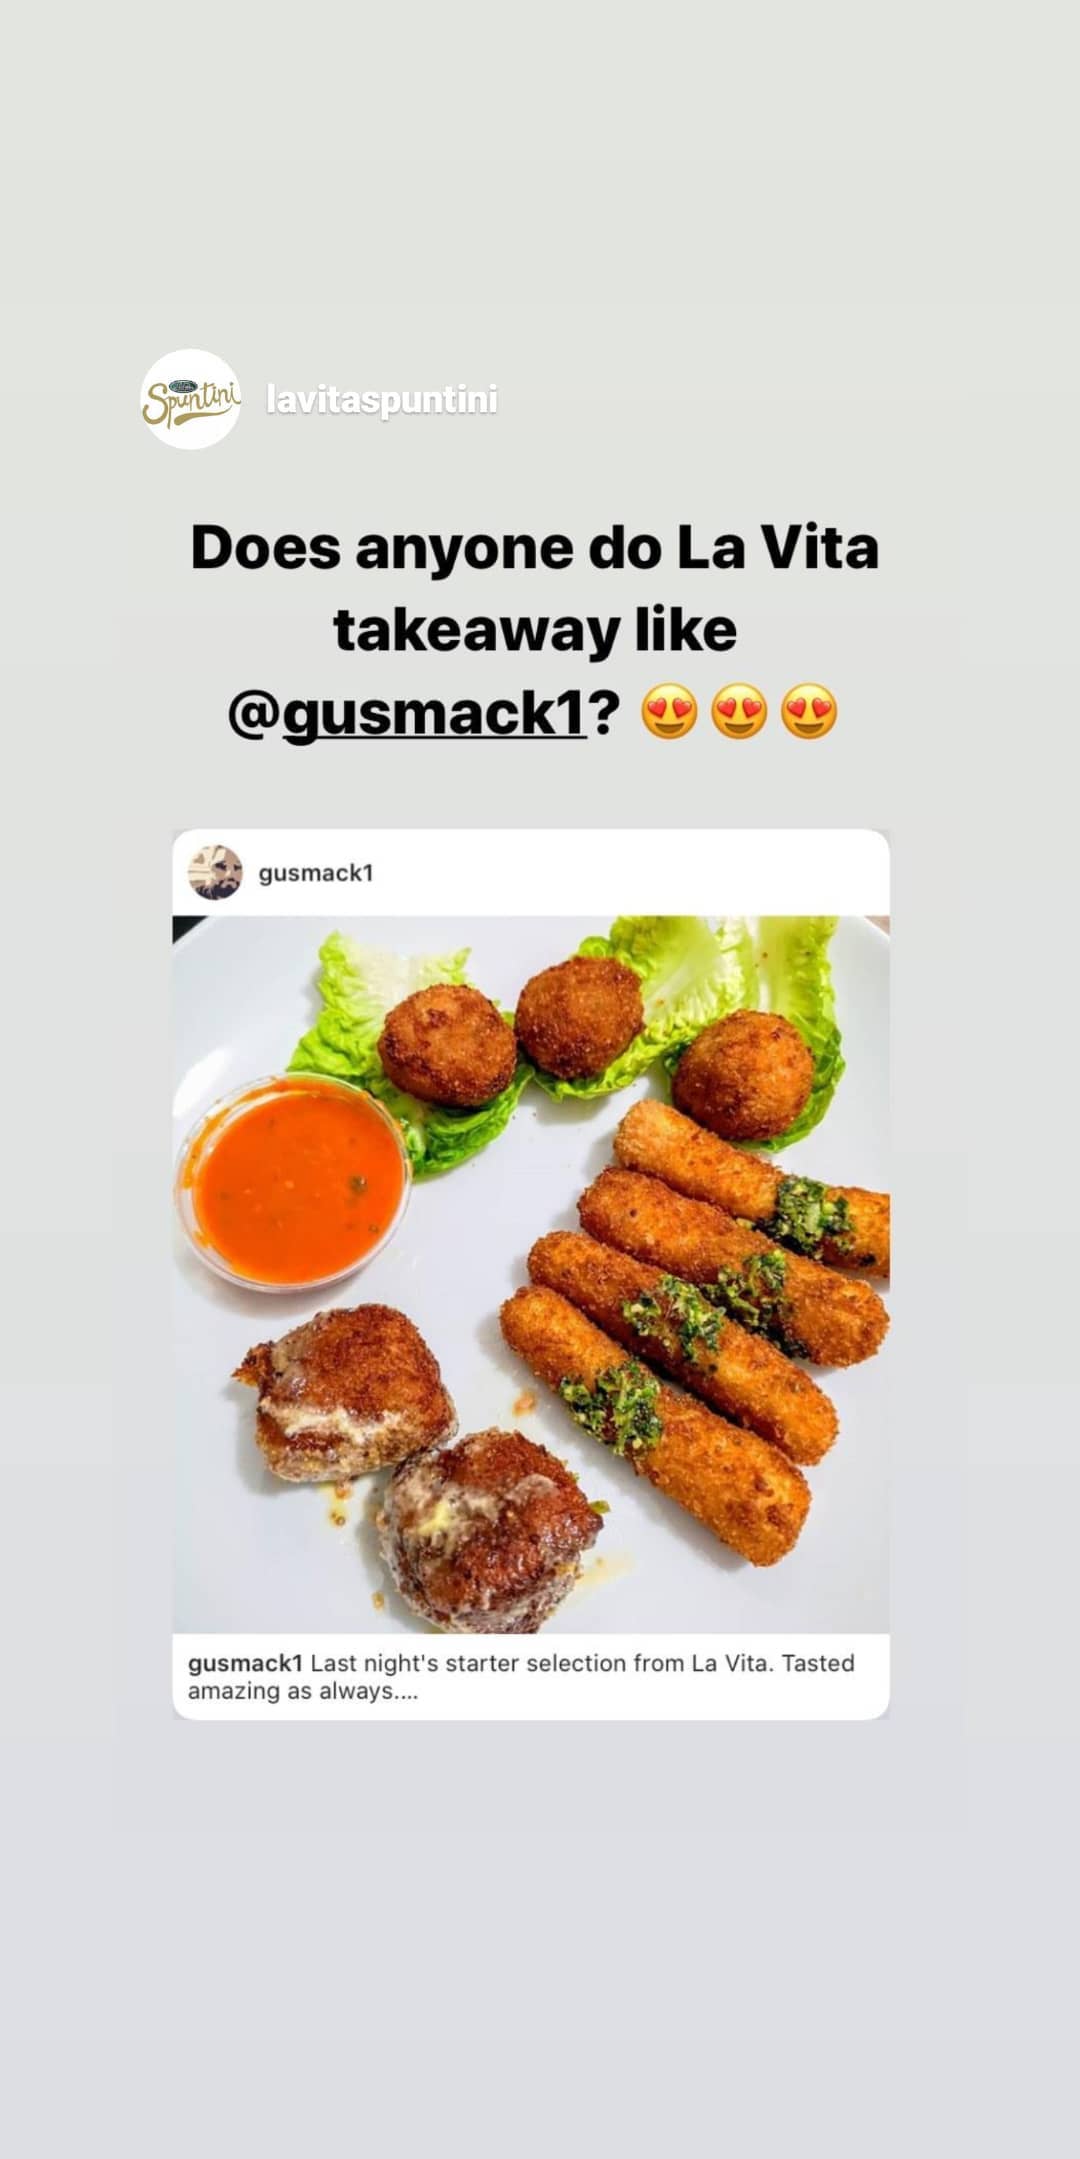 Spuntini
lavitaspuntini
Does anyone do La Vita
takeaway like
@gusmack1? 😍😍😍
gusmack1
gusmack1 Last night's starter selection from La Vita. Tasted
amazing as always....